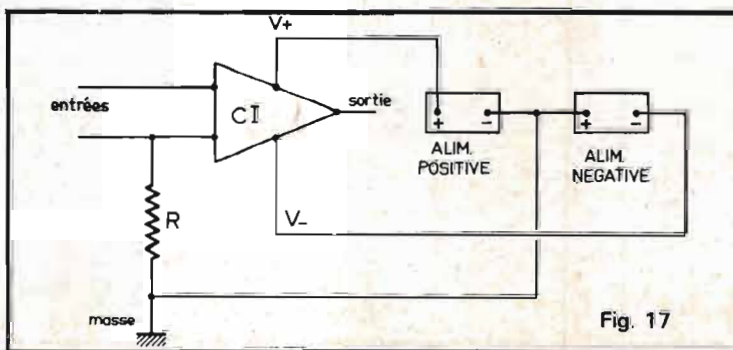 V+
entrées
CI
sortie
+ - + -
ALIM. POSITIVE
ALIM. NEGATIVE
R
V-
masse
Fig. 17